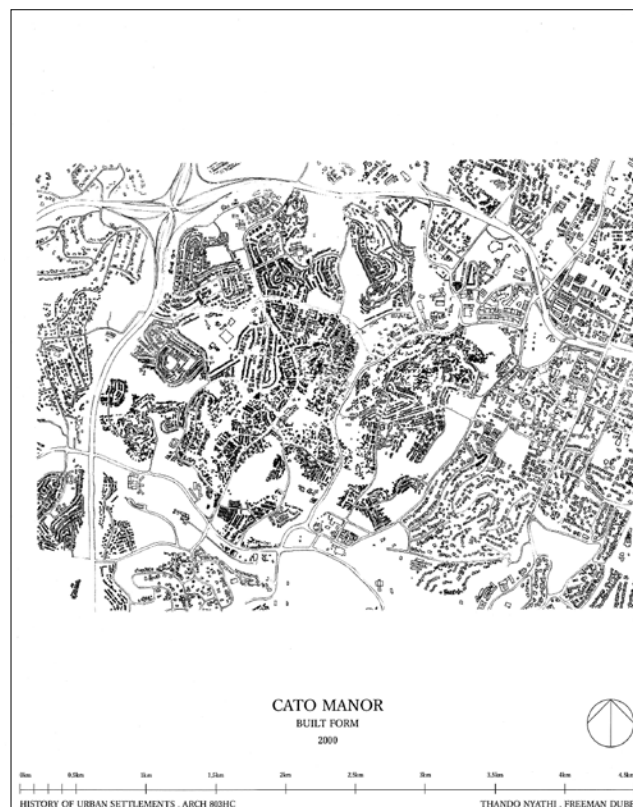 CATO MANOR
BUILT FORM
2000
0km 0.5km 1km 1.5km 2km 2.5km 3km 3.5km 4km 4.5km
HISTORY OF URBAN SETTLEMENTS . ARCH 803HC
THANDO NYATHI . FREEMAN DUBE